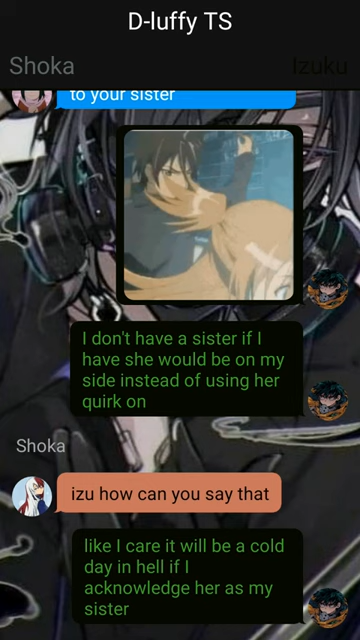 D-luffy TS
Shoka
Izuku
to your sister
I don't have a sister if I
have she would be on my
side instead of using her
quirk on
Shoka
izu how can you say that
like I care it will be a cold
day in hell if I
acknowledge her as my
sister